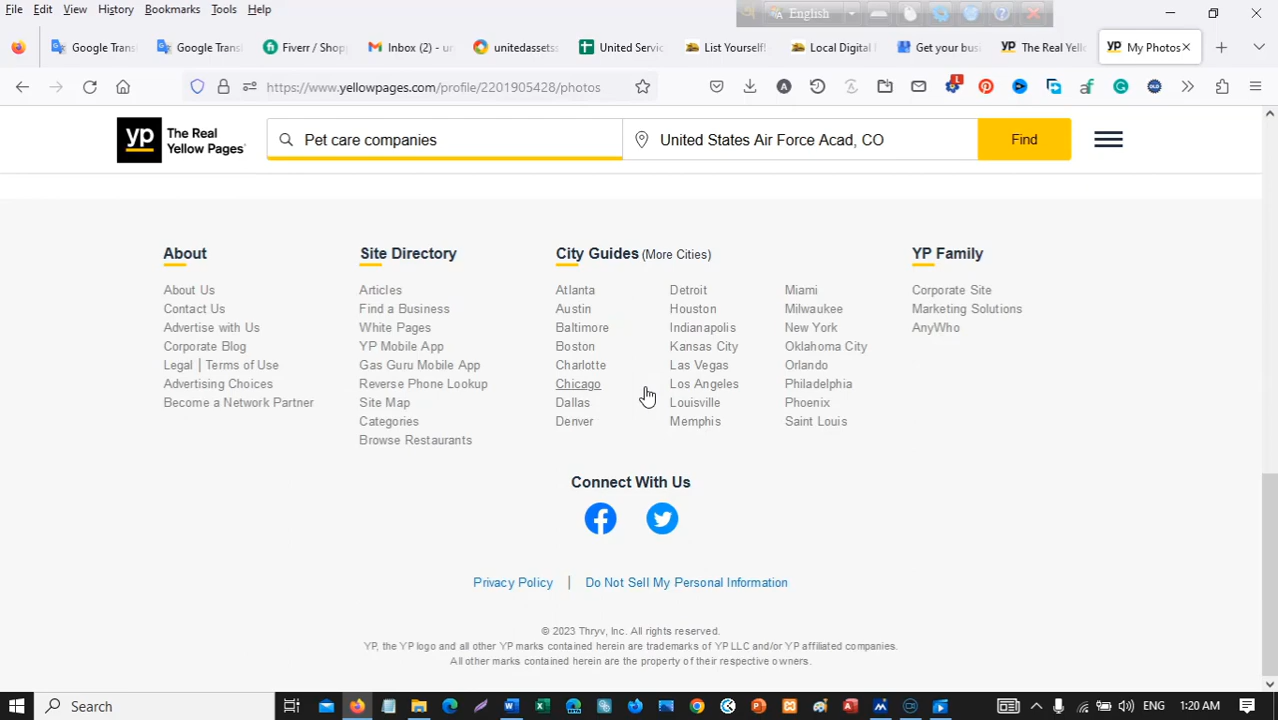 File Edit View History Bookmarks Tools Help
English
Google Trans
Google Trans
Fiverr / Shop
Inbox (2) - un
unitedassetss
United Servic
List Yourself!
Local Digital
Get your busi
The Real Yello
My Photos
https://www.yellowpages.com/profile/2201905428/photos
yp The Real Yellow Pages
Pet care companies
United States Air Force Acad, CO
Find
About
About Us
Contact Us
Advertise with Us
Corporate Blog
Legal | Terms of Use
Advertising Choices
Become a Network Partner
Site Directory
Articles
Find a Business
White Pages
YP Mobile App
Gas Guru Mobile App
Reverse Phone Lookup
Site Map
Categories
Browse Restaurants
City Guides (More Cities)
Atlanta
Austin
Baltimore
Boston
Charlotte
Chicago
Dallas
Denver
Detroit
Houston
Indianapolis
Kansas City
Las Vegas
Los Angeles
Louisville
Memphis
Miami
Milwaukee
New York
Oklahoma City
Orlando
Philadelphia
Phoenix
Saint Louis
YP Family
Corporate Site
Marketing Solutions
AnyWho
Connect With Us
Privacy Policy | Do Not Sell My Personal Information
© 2023 Thryv, Inc. All rights reserved.
YP, the YP logo and all other YP marks contained herein are trademarks of YP LLC and/or YP affiliated companies.
All other marks contained herein are the property of their respective owners.
Search
ENG
1:20 AM